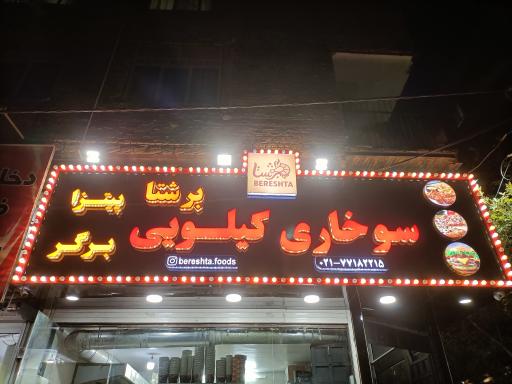 برشتا
BERESHTA
برشتا
پیتزا
برگر
سوخاری کیلویی
bereshta.foods
۰۲۱-۷۷۱۸۲۲۱۵